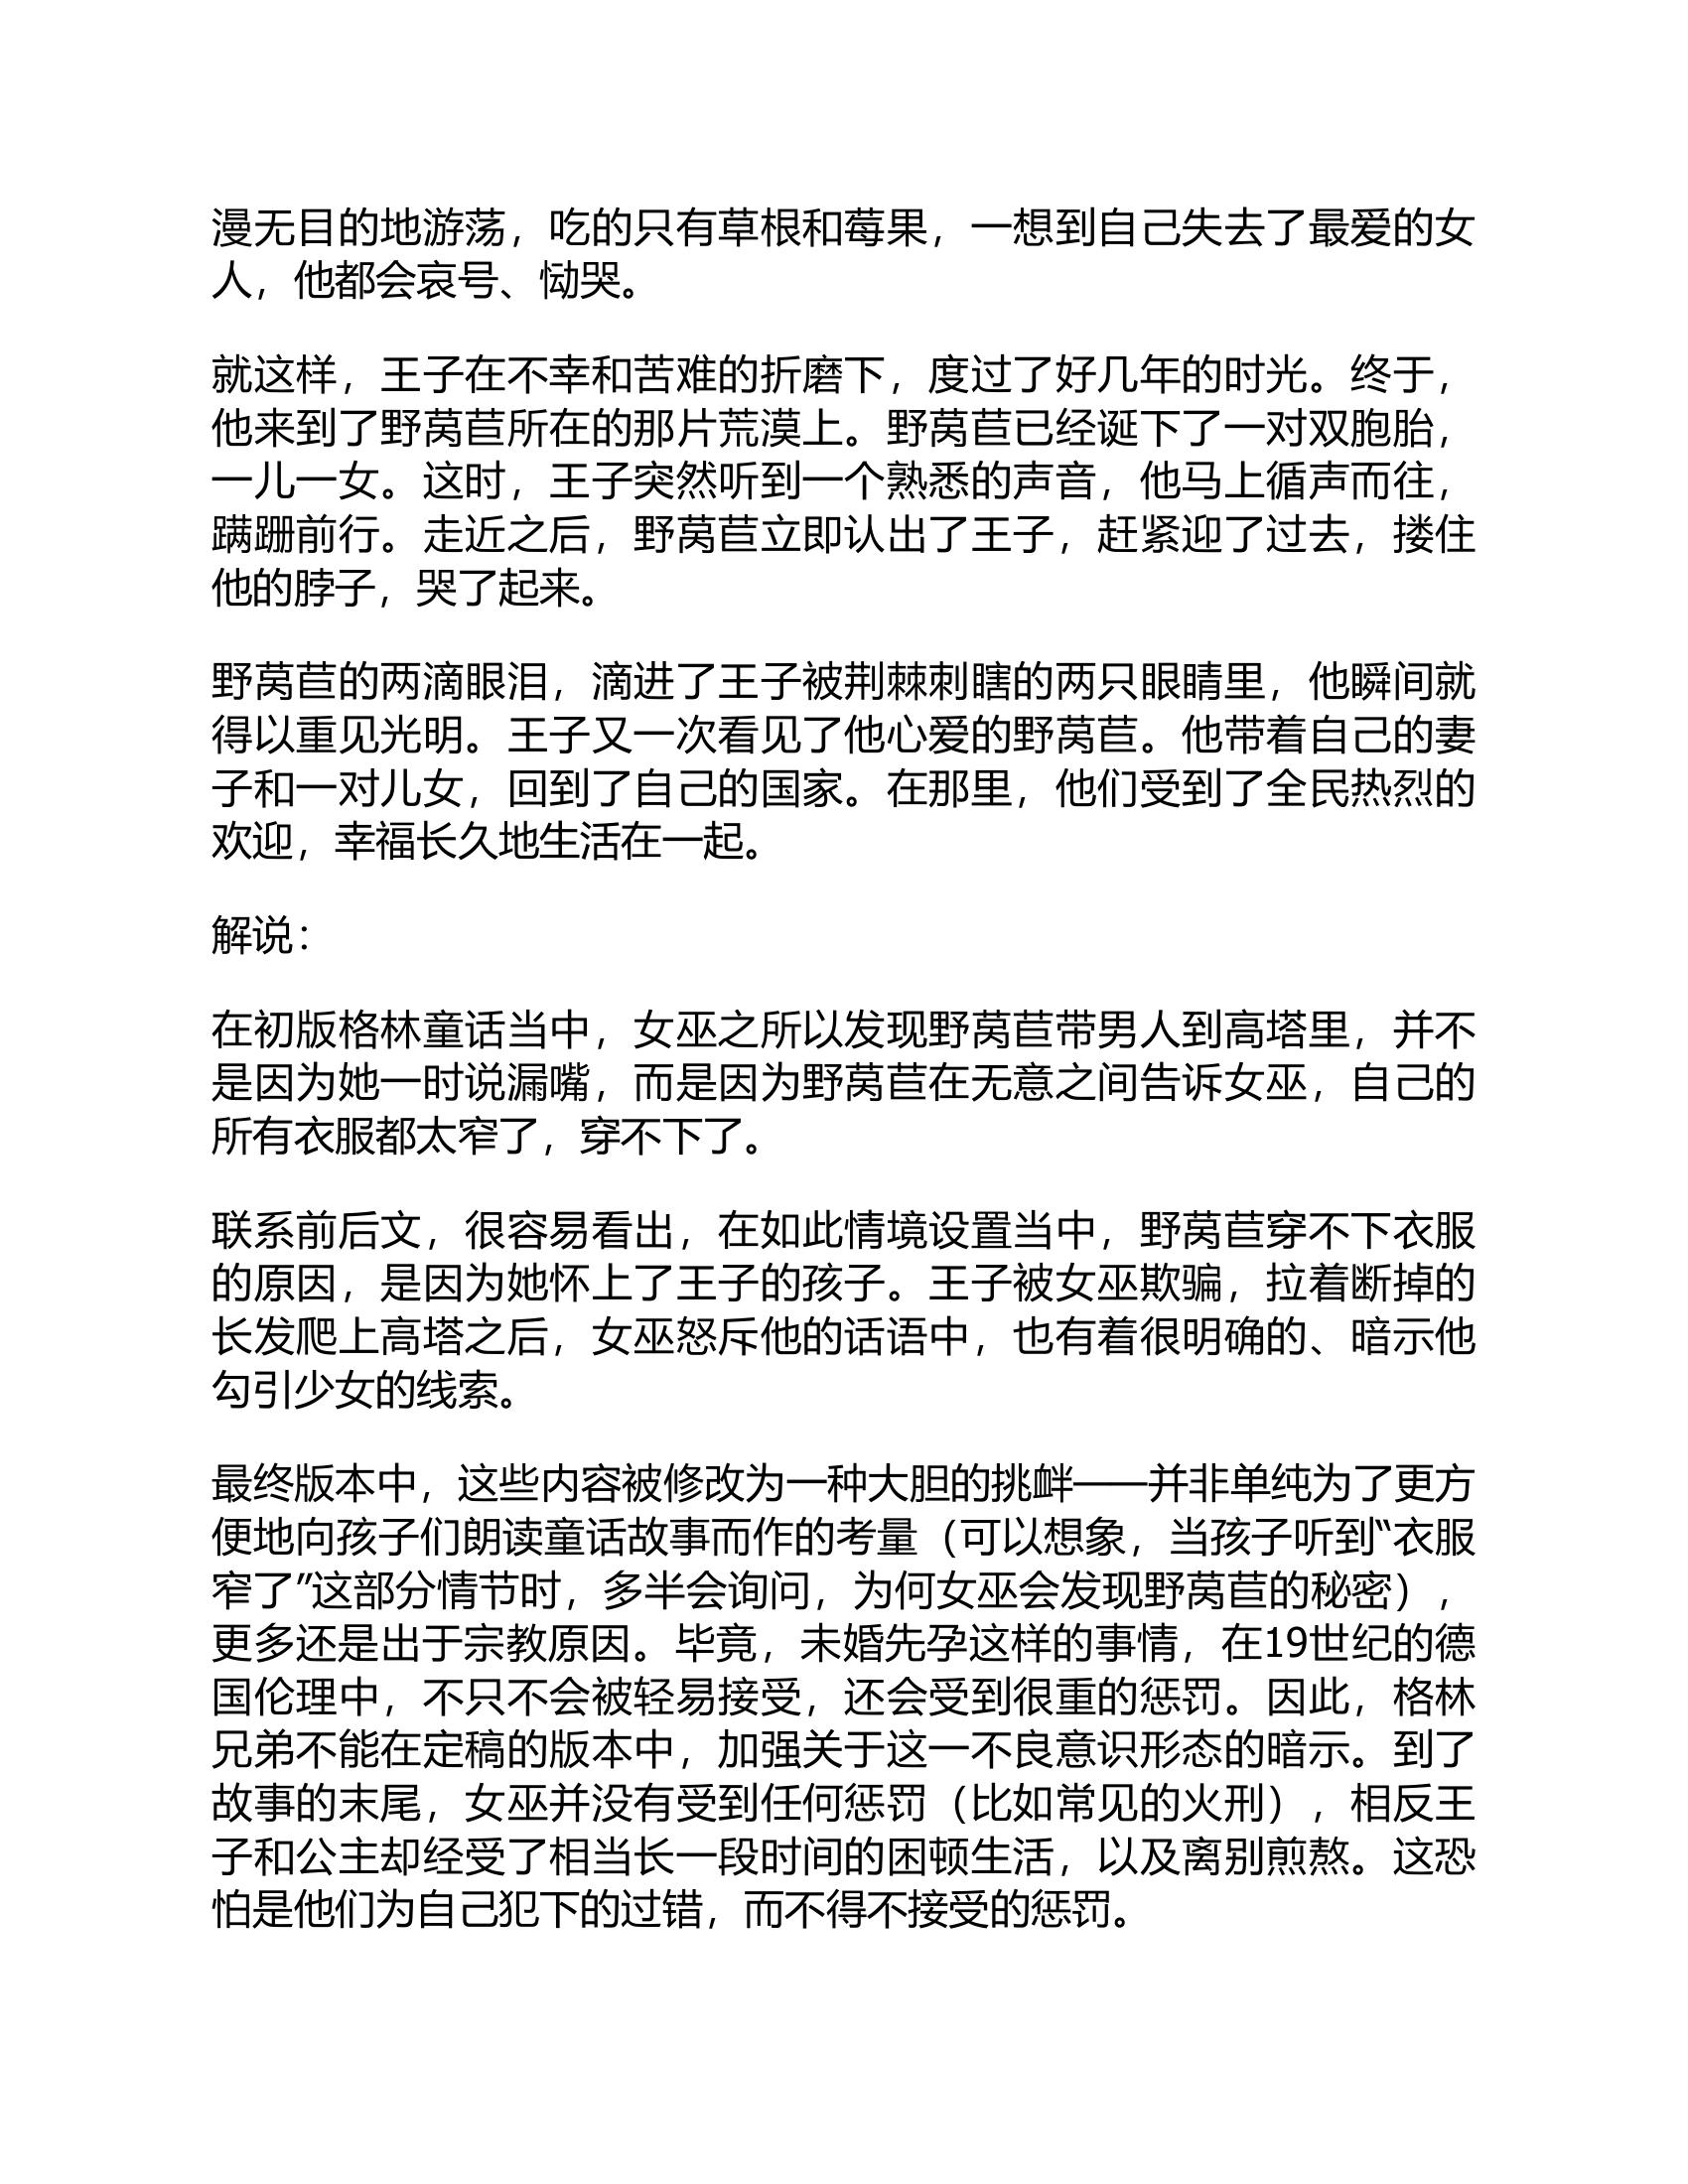 漫无目的地游荡，吃的只有草根和莓果，一想到自己失去了最爱的女
人，他都会哀号、恸哭。
就这样，王子在不幸和苦难的折磨下，度过了好几年的时光。终于，
他来到了野莴苣所在的那片荒漠上。野莴苣已经诞下了一对双胞胎，
一儿一女。这时，王子突然听到一个熟悉的声音，他马上循声而往，
蹒跚前行。走近之后，野莴苣立即认出了王子，赶紧迎了过去，搂住
他的脖子，哭了起来。
野莴苣的两滴眼泪，滴进了王子被荆棘刺瞎的两只眼睛里，他瞬间就
得以重见光明。王子又一次看见了他心爱的野莴苣。他带着自己的妻
子和一对儿女，回到了自己的国家。在那里，他们受到了全民热烈的
欢迎，幸福长久地生活在一起。
解说：
在初版格林童话当中，女巫之所以发现野莴苣带男人到高塔里，并不
是因为她一时说漏嘴，而是因为野莴苣在无意之间告诉女巫，自己的
所有衣服都太窄了，穿不下了。
联系前后文，很容易看出，在如此情境设置当中，野莴苣穿不下衣服
的原因，是因为她怀上了王子的孩子。王子被女巫欺骗，拉着断掉的
长发爬上高塔之后，女巫怒斥他的话语中，也有着很明确的、暗示他
勾引少女的线索。
最终版本中，这些内容被修改为一种大胆的挑衅——并非单纯为了更方
便地向孩子们朗读童话故事而作的考量（可以想象，当孩子听到“衣服
窄了”这部分情节时，多半会询问，为何女巫会发现野莴苣的秘密），
更多还是出于宗教原因。毕竟，未婚先孕这样的事情，在19世纪的德
国伦理中，不只不会被轻易接受，还会受到很重的惩罚。因此，格林
兄弟不能在定稿的版本中，加强关于这一不良意识形态的暗示。到了
故事的末尾，女巫并没有受到任何惩罚（比如常见的火刑），相反王
子和公主却经受了相当长一段时间的困顿生活，以及离别煎熬。这恐
怕是他们为自己犯下的过错，而不得不接受的惩罚。